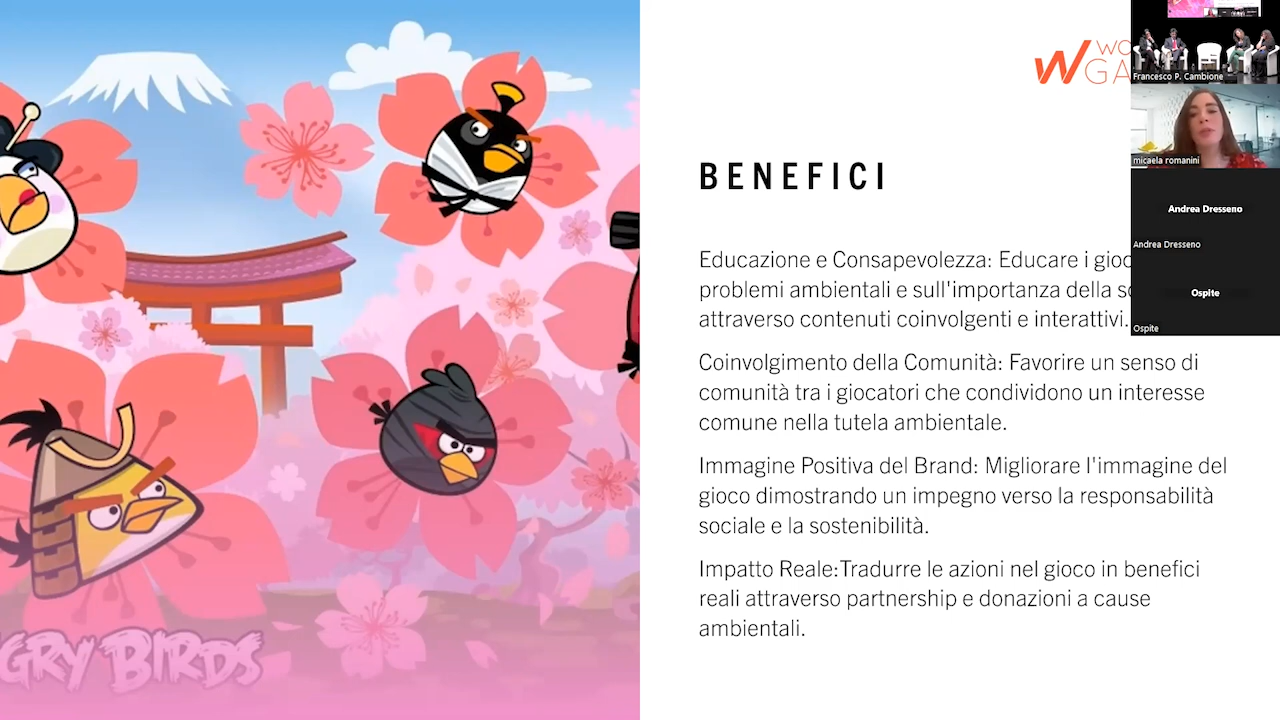 WO
GA
Francesco P. Cambione
micaela romanini
Andrea Dresseno
Andrea Dresseno
Ospite
Ospite
BENEFICI
Educazione e Consapevolezza: Educare i
problemi ambientali e sull'importanza della
attraverso contenuti coinvolgenti e interattivi.
Coinvolgimento della Comunità: Favorire un senso di
comunità tra i giocatori che condividono un interesse
comune nella tutela ambientale.
Immagine Positiva del Brand: Migliorare l'immagine del
gioco dimostrando un impegno verso la responsabilità
sociale e la sostenibilità.
Impatto Reale:Tradurre le azioni nel gioco in benefici
reali attraverso partnership e donazioni a cause
ambientali.
NGRY BIRDS